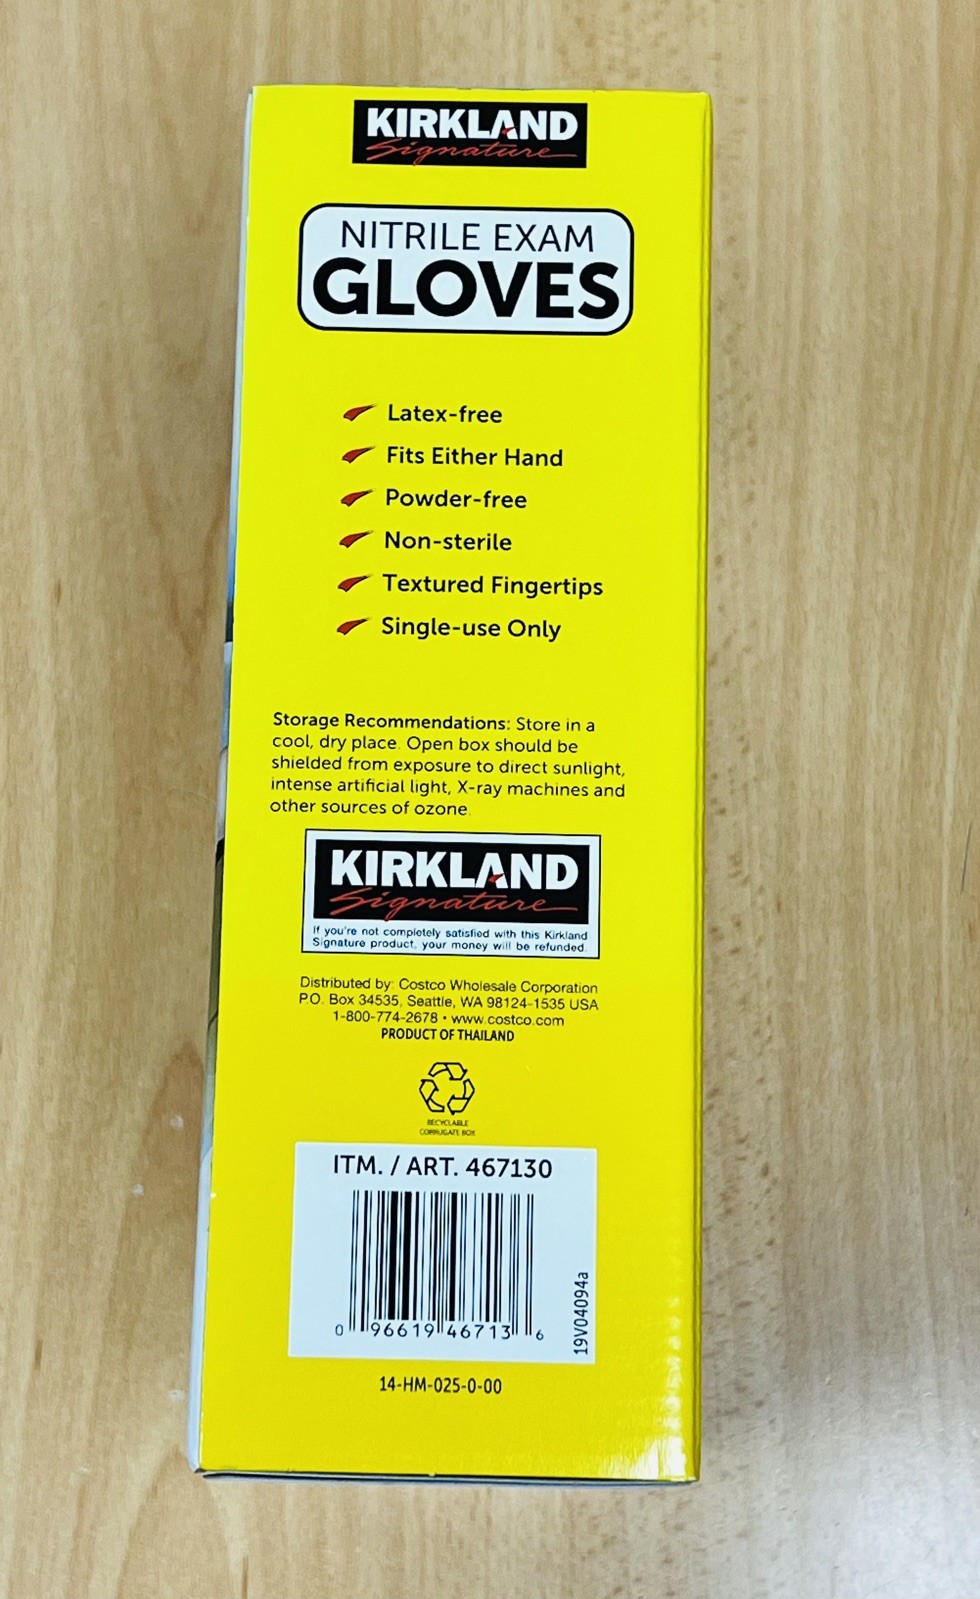 KIRKLAND
Signature
NITRILE EXAM
GLOVES
Latex-free
Fits Either Hand
Powder-free
Non-sterile
Textured Fingertips
Single-use Only
Storage Recommendations: Store in a
cool, dry place. Open box should be
shielded from exposure to direct sunlight,
intense artificial light, X-ray machines and
other sources of ozone.
KIRKLAND
Signature
If you're not completely satisfied with this Kirkland
Signature product, your money will be refunded.
Distributed by: Costco Wholesale Corporation
P.O. Box 34535, Seattle, WA 98124-1535 USA
1-800-774-2678 • www.costco.com
PRODUCT OF THAILAND
RECYCLABLE
CORRUGATE BOX
ITM. / ART. 467130
0 96619 46713 6
19V04094a
14-HM-025-0-00